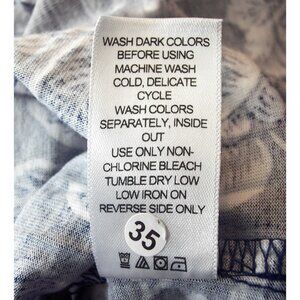 WASH DARK COLORS
BEFORE USING
MACHINE WASH
COLD, DELICATE
CYCLE
WASH COLORS
SEPARATELY, INSIDE
OUT
USE ONLY NON-
CHLORINE BLEACH
TUMBLE DRY LOW
LOW IRON ON
REVERSE SIDE ONLY
35